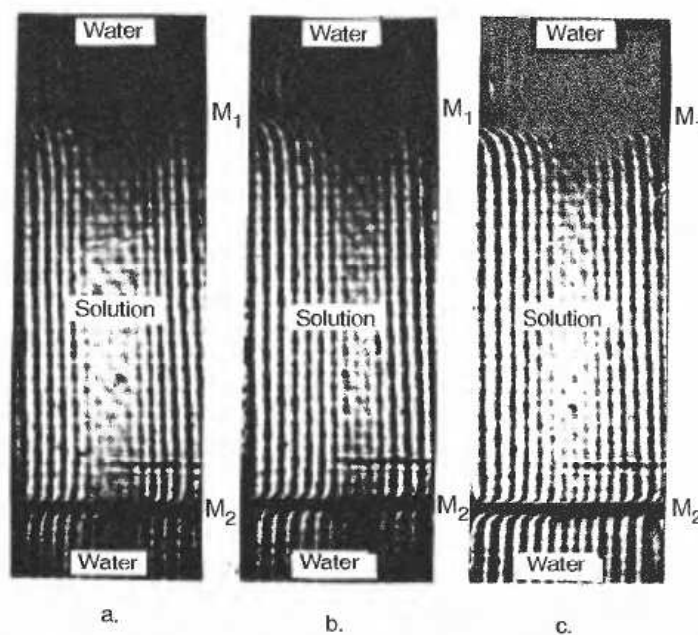 Water
Water
Water
M1
M1
M
Solution
Solution
Solution
M2
M2
M2
Water
Water
Water
a.
b.
c.